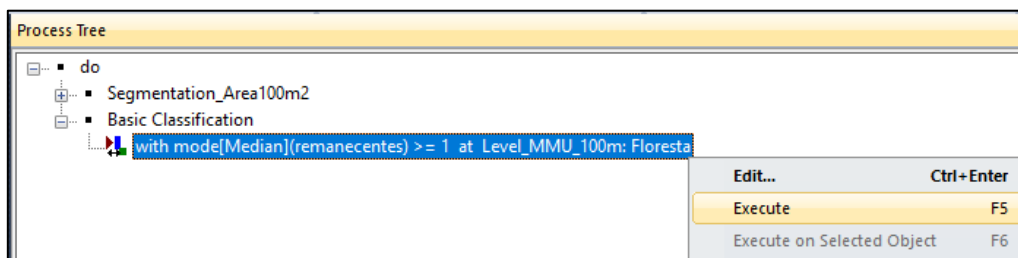 Process Tree
do
Segmentation_Area100m2
Basic Classification
with mode[Median](remanecentes) >= 1 at Level_MMU_100m: Floresta
Edit... Ctrl+Enter
Execute F5
Execute on Selected Object F6